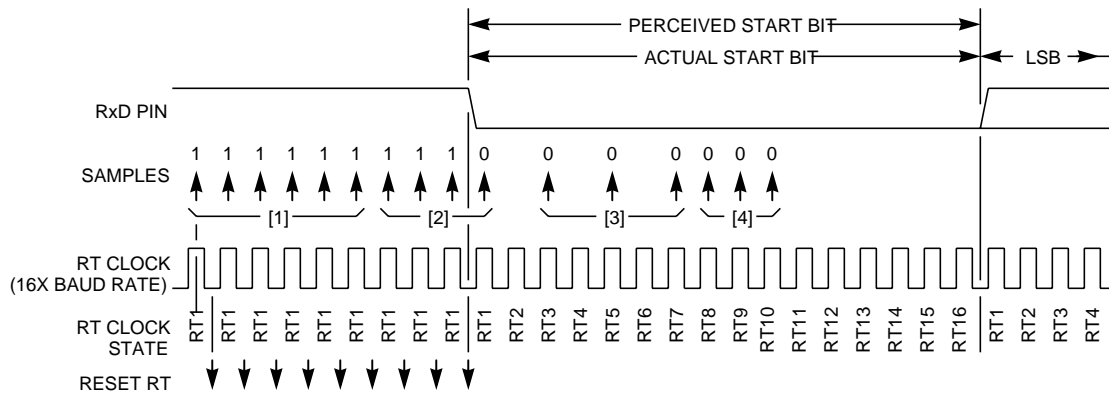 PERCEIVED START BIT
ACTUAL START BIT
LSB
RxD PIN
1 1 1 1 1 1 1 1 1 0 0 0 0 0 0 0
SAMPLES
[1] [2] [3] [4]
RT CLOCK
(16X BAUD RATE)
RT CLOCK
STATE
RT1 RT1 RT1 RT1 RT1 RT1 RT1 RT1 RT1 RT1 RT2 RT3 RT4 RT5 RT6 RT7 RT8 RT9 RT10 RT11 RT12 RT13 RT14 RT15 RT16 RT1 RT2 RT3 RT4
RESET RT